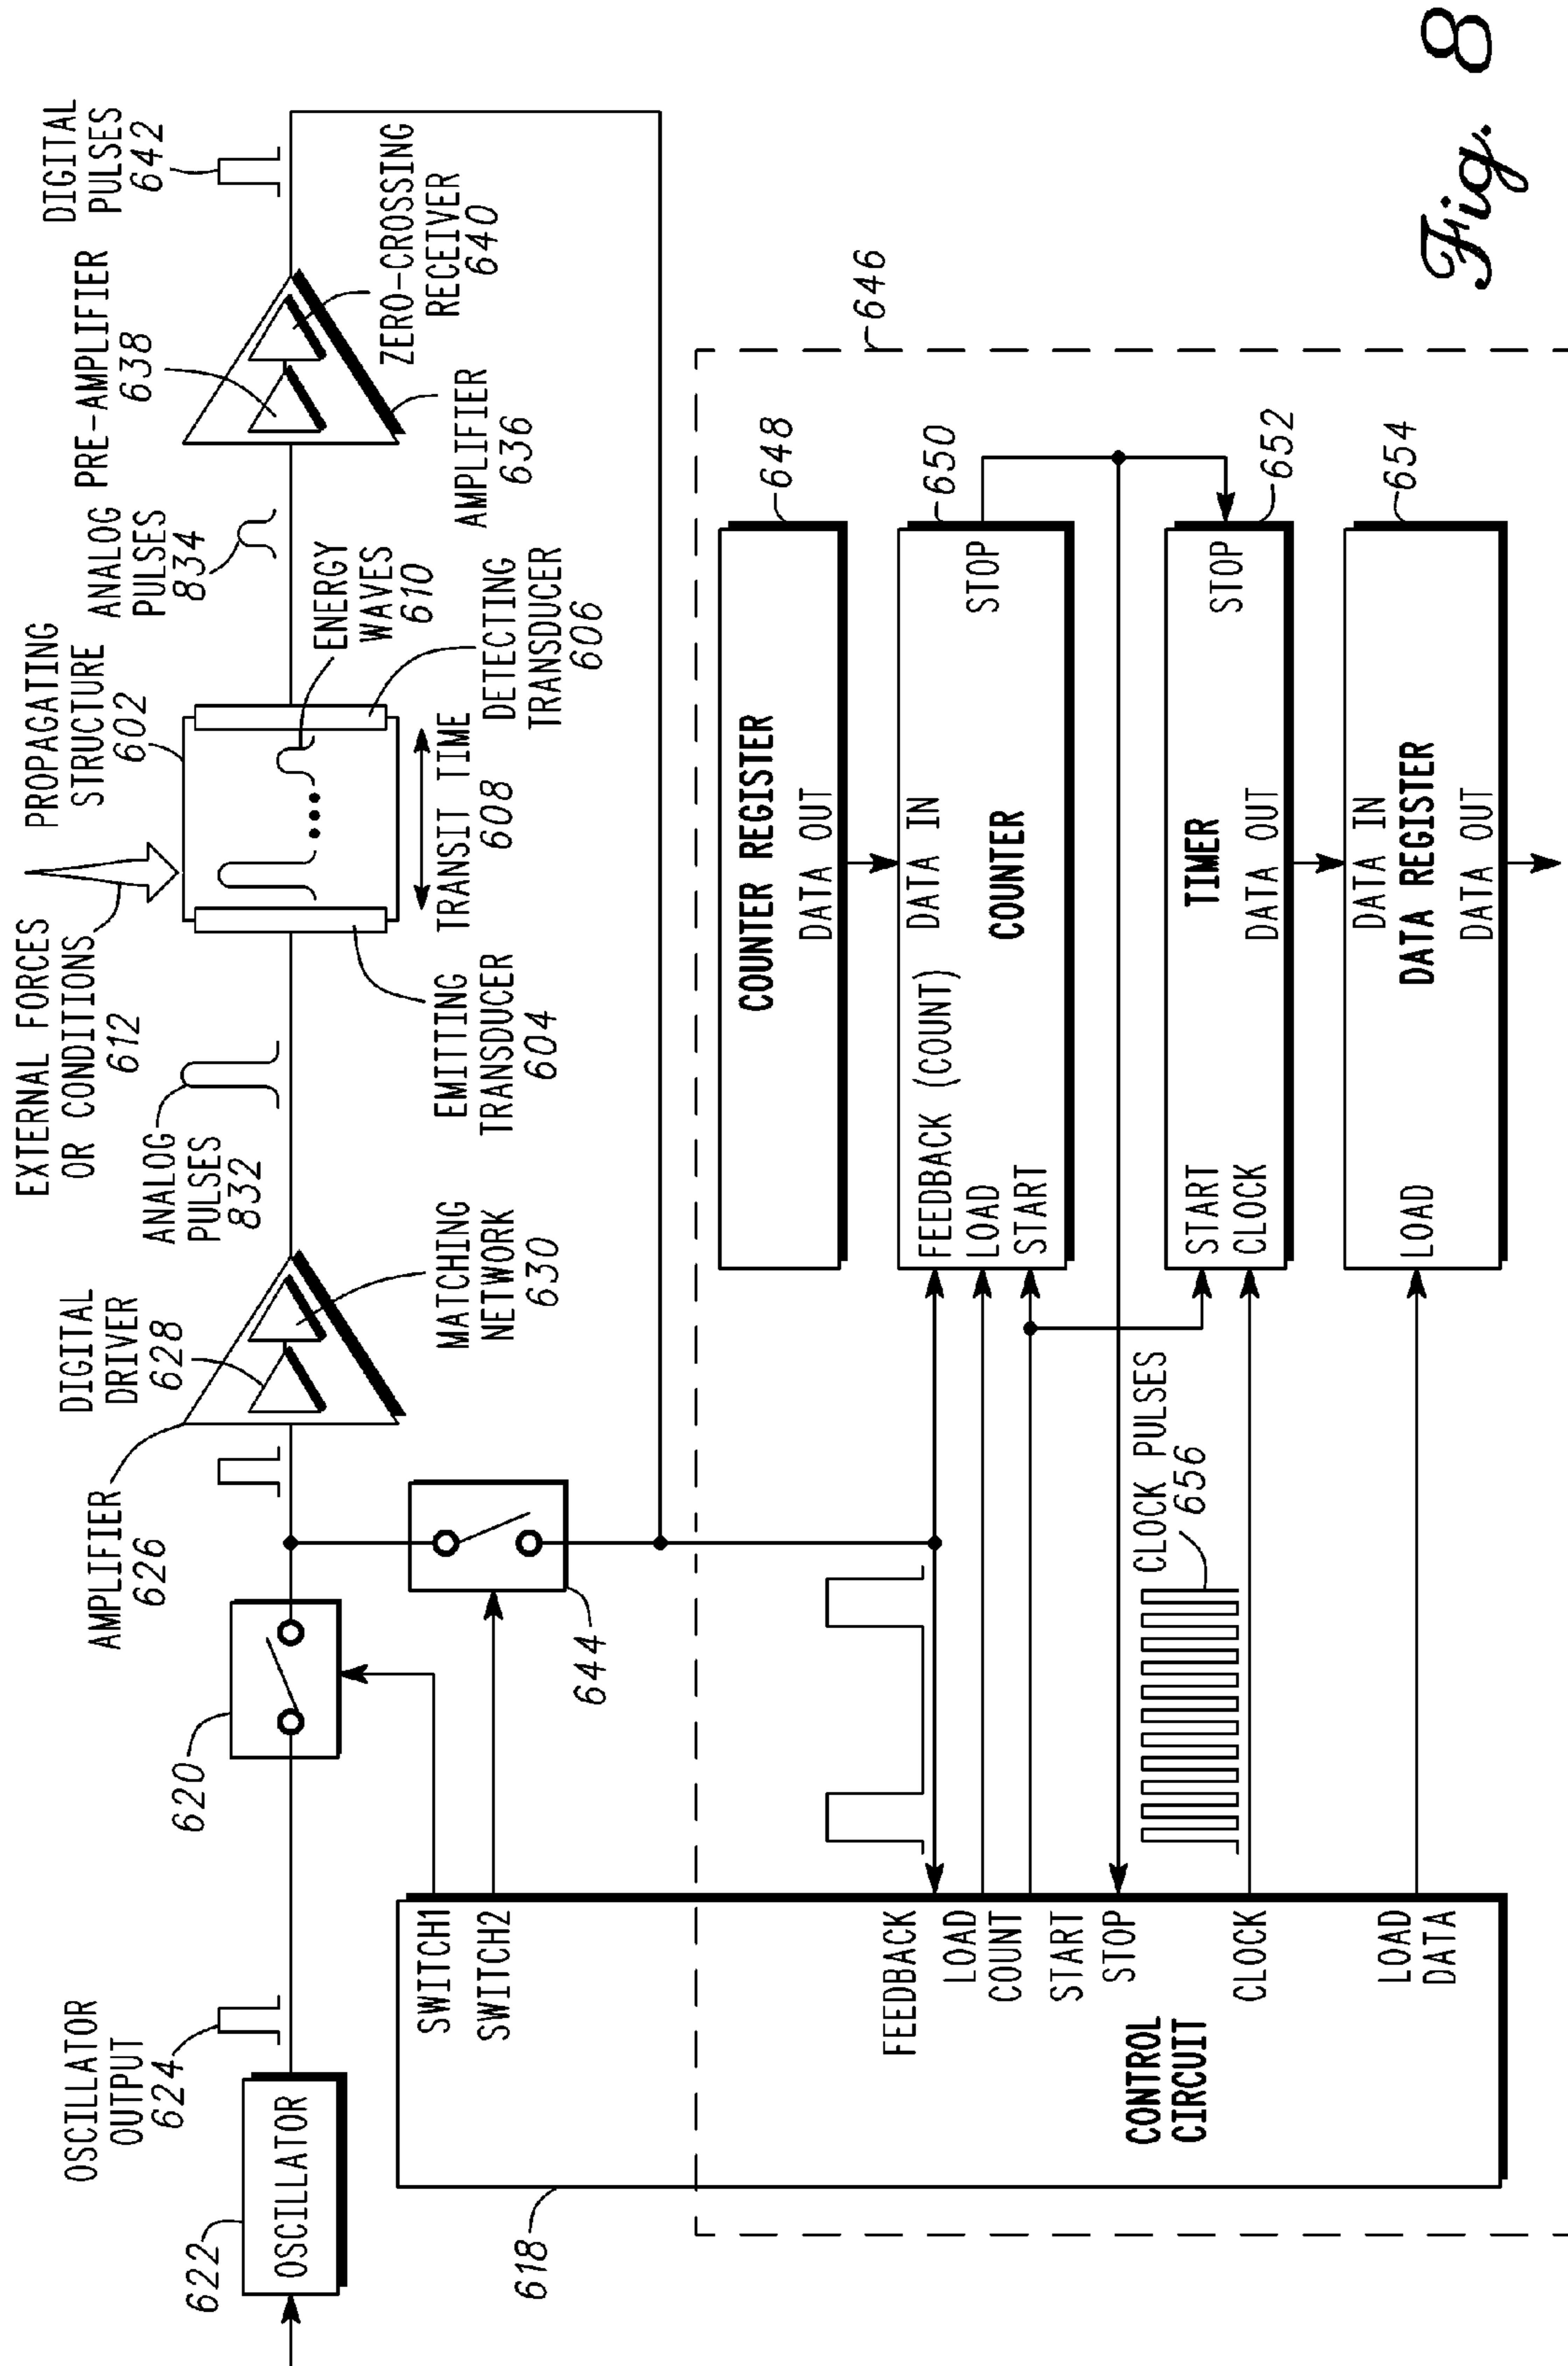 OSCILLATOR
OUTPUT
624
622
OSCILLATOR
620
AMPLIFIER
626
DIGITAL
DRIVER
628
MATCHING
NETWORK
630
644
EXTERNAL FORCES
OR CONDITIONS
612
ANALOG
PULSES
832
PROPAGATING
STRUCTURE
602
EMITTING
TRANSDUCER
604
TRANSIT TIME
608
ENERGY
WAVES
610
DETECTING
TRANSDUCER
606
ANALOG
PULSES
834
PRE-AMPLIFIER
638
AMPLIFIER
636
ZERO-CROSSING
RECEIVER
640
DIGITAL
PULSES
642
618
SWITCH1
SWITCH2
FEEDBACK
LOAD
COUNT
START
STOP
CLOCK
LOAD
DATA
CONTROL
CIRCUIT
CLOCK PULSES
656
646
COUNTER REGISTER
DATA OUT
648
FEEDBACK (COUNT)
DATA IN
LOAD
START
COUNTER
STOP
650
TIMER
START
CLOCK
DATA OUT
STOP
652
DATA IN
LOAD
DATA REGISTER
DATA OUT
654
Fig. 8